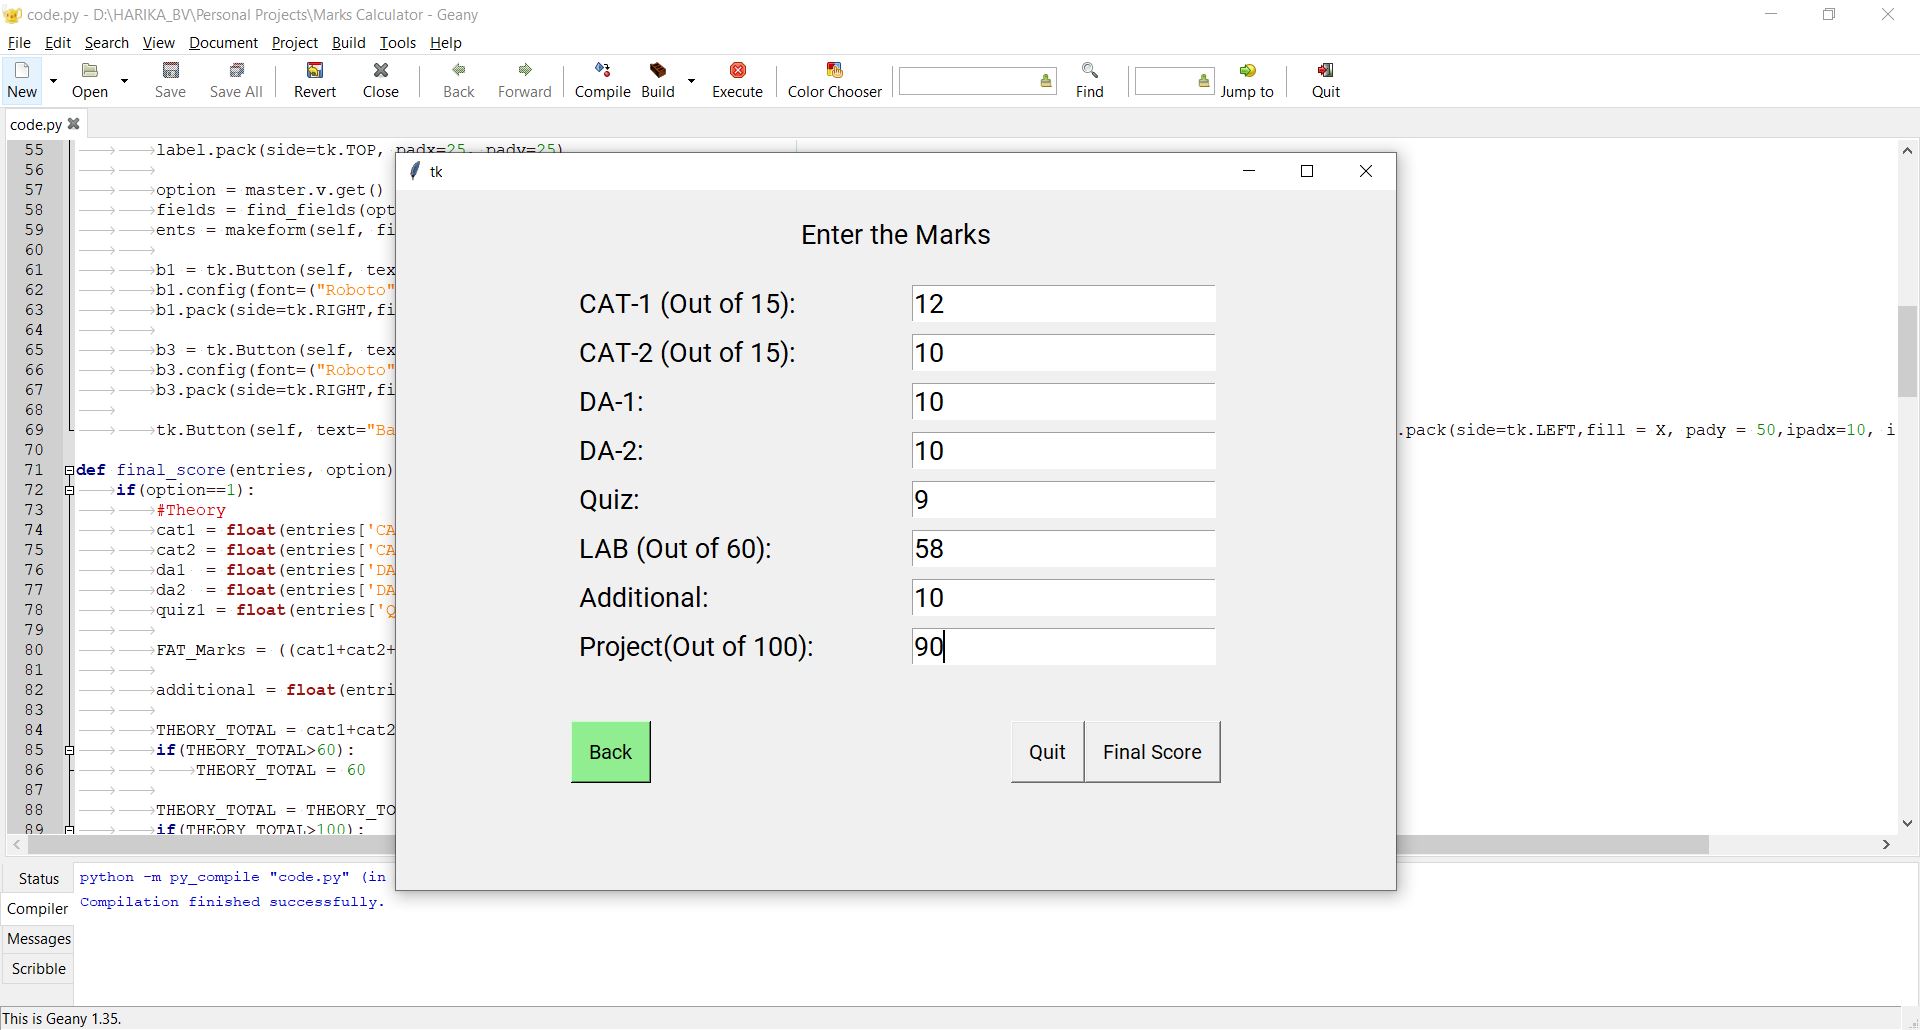 code.py - D:\HARIKA_BV\Personal Projects\Marks Calculator - Geany
File Edit Search View Document Project Build Tools Help
New Open Save Save All Revert Close Back Forward Compile Build Execute Color Chooser Find Jump to Quit
code.py
55 label.pack(side=tk.TOP, padx=25, pady=25)
56
57 option = master.v.get()
58 fields = find_fields(opt
59 ents = makeform(self, fi
60
61 b1 = tk.Button(self, tex
62 b1.config(font=("Roboto"
63 b1.pack(side=tk.RIGHT,fi
64
65 b3 = tk.Button(self, tex
66 b3.config(font=("Roboto"
67 b3.pack(side=tk.RIGHT,fi
68
69 tk.Button(self, text="Ba .pack(side=tk.LEFT,fill = X, pady = 50,ipadx=10, i
70
71 def final_score(entries, option)
72 if(option==1):
73 #Theory
74 cat1 = float(entries['CA
75 cat2 = float(entries['CA
76 da1 = float(entries['DA
77 da2 = float(entries['DA
78 quiz1 = float(entries['Q
79
80 FAT_Marks = ((cat1+cat2+
81
82 additional = float(entri
83
84 THEORY_TOTAL = cat1+cat2
85 if(THEORY_TOTAL>60):
86 THEORY_TOTAL = 60
87
88 THEORY_TOTAL = THEORY_TO
89 if(THEORY_TOTAL>100):
tk
Enter the Marks
CAT-1 (Out of 15): 12
CAT-2 (Out of 15): 10
DA-1: 10
DA-2: 10
Quiz: 9
LAB (Out of 60): 58
Additional: 10
Project(Out of 100): 90
Back Quit Final Score
Status
Compiler
Messages
Scribble
python -m py_compile "code.py" (in
Compilation finished successfully.
This is Geany 1.35.